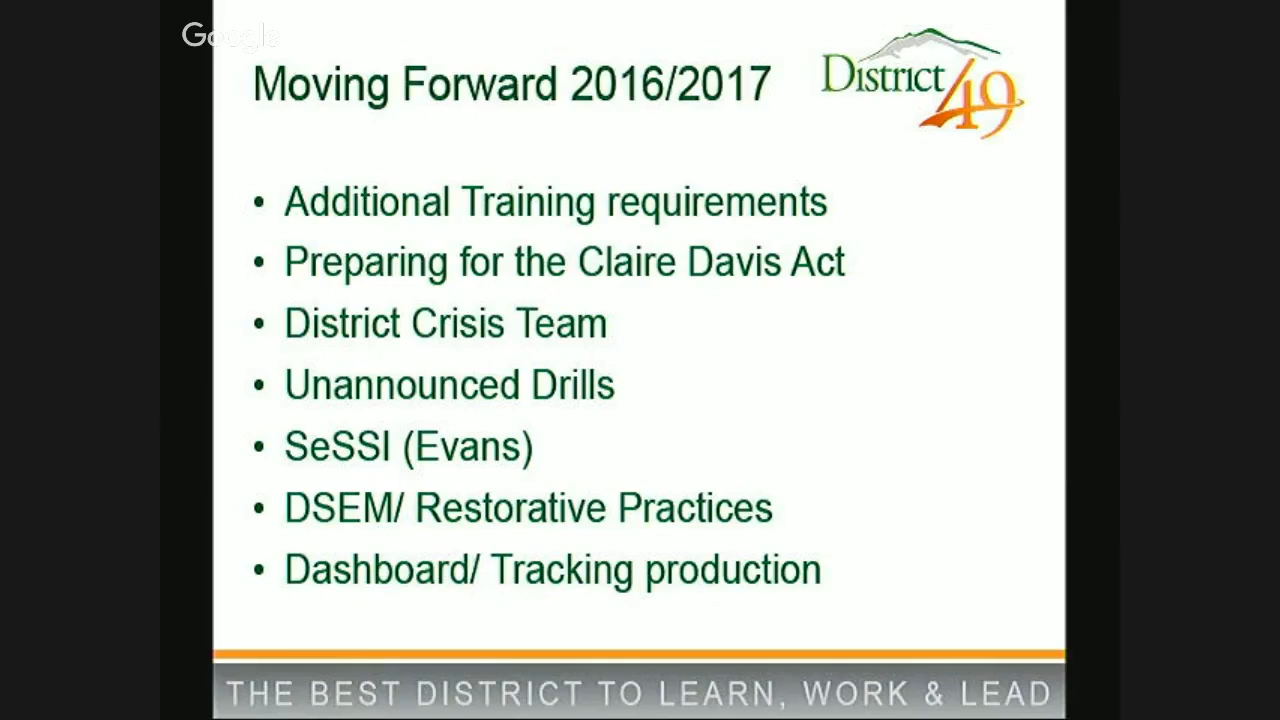 Google
Moving Forward 2016/2017
District 49
• Additional Training requirements
• Preparing for the Claire Davis Act
• District Crisis Team
• Unannounced Drills
• SeSSI (Evans)
• DSEM/ Restorative Practices
• Dashboard/ Tracking production
THE BEST DISTRICT TO LEARN, WORK & LEAD